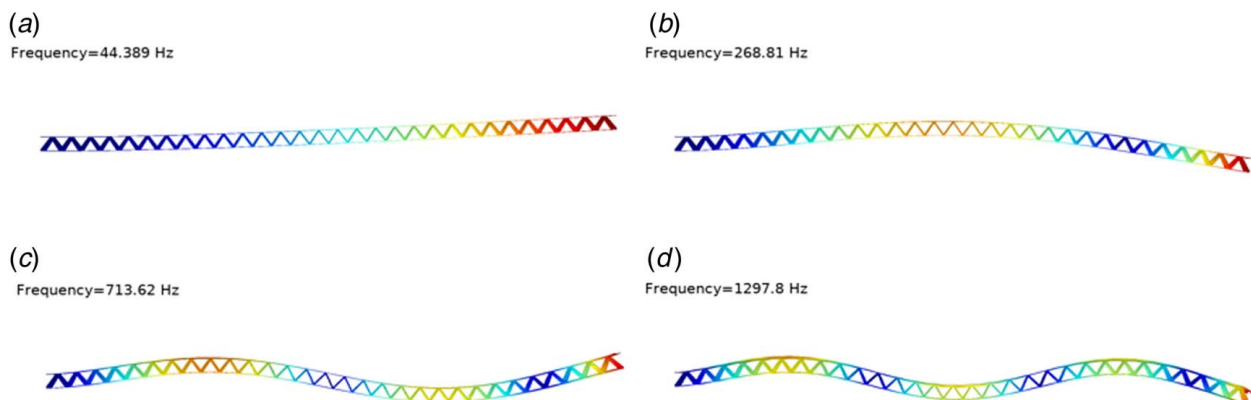 (a)
Frequency=44.389 Hz
(b)
Frequency=268.81 Hz
(c)
Frequency=713.62 Hz
(d)
Frequency=1297.8 Hz